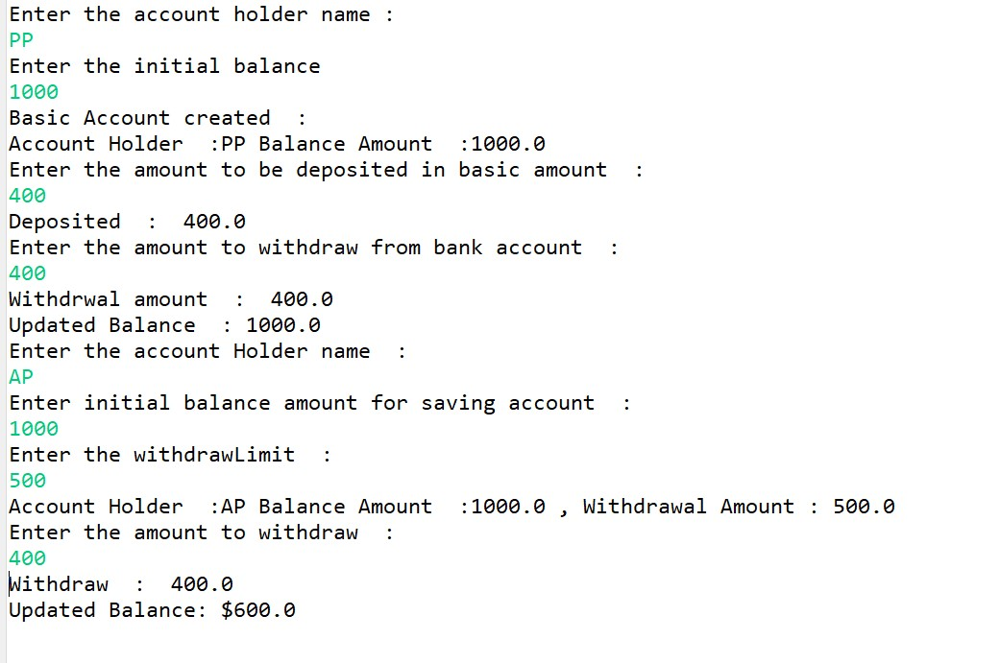 Enter the account holder name :
PP
Enter the initial balance
1000
Basic Account created  :
Account Holder  :PP Balance Amount  :1000.0
Enter the amount to be deposited in basic amount  :
400
Deposited  :  400.0
Enter the amount to withdraw from bank account  :
400
Withdrwal amount  :  400.0
Updated Balance  : 1000.0
Enter the account Holder name  :
AP
Enter initial balance amount for saving account  :
1000
Enter the withdrawLimit  :
500
Account Holder  :AP Balance Amount  :1000.0 , Withdrawal Amount : 500.0
Enter the amount to withdraw  :
400
Withdraw  :  400.0
Updated Balance: $600.0